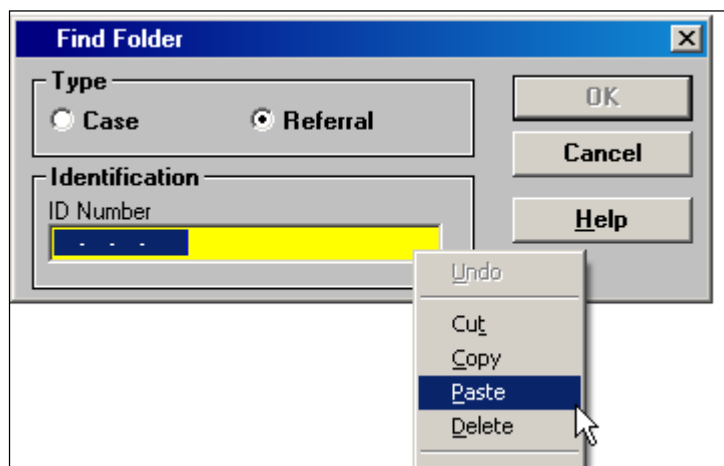 Find Folder
Type
Case
Referral
OK
Cancel
Identification
ID Number
- - -
Help
Undo
Cut
Copy
Paste
Delete